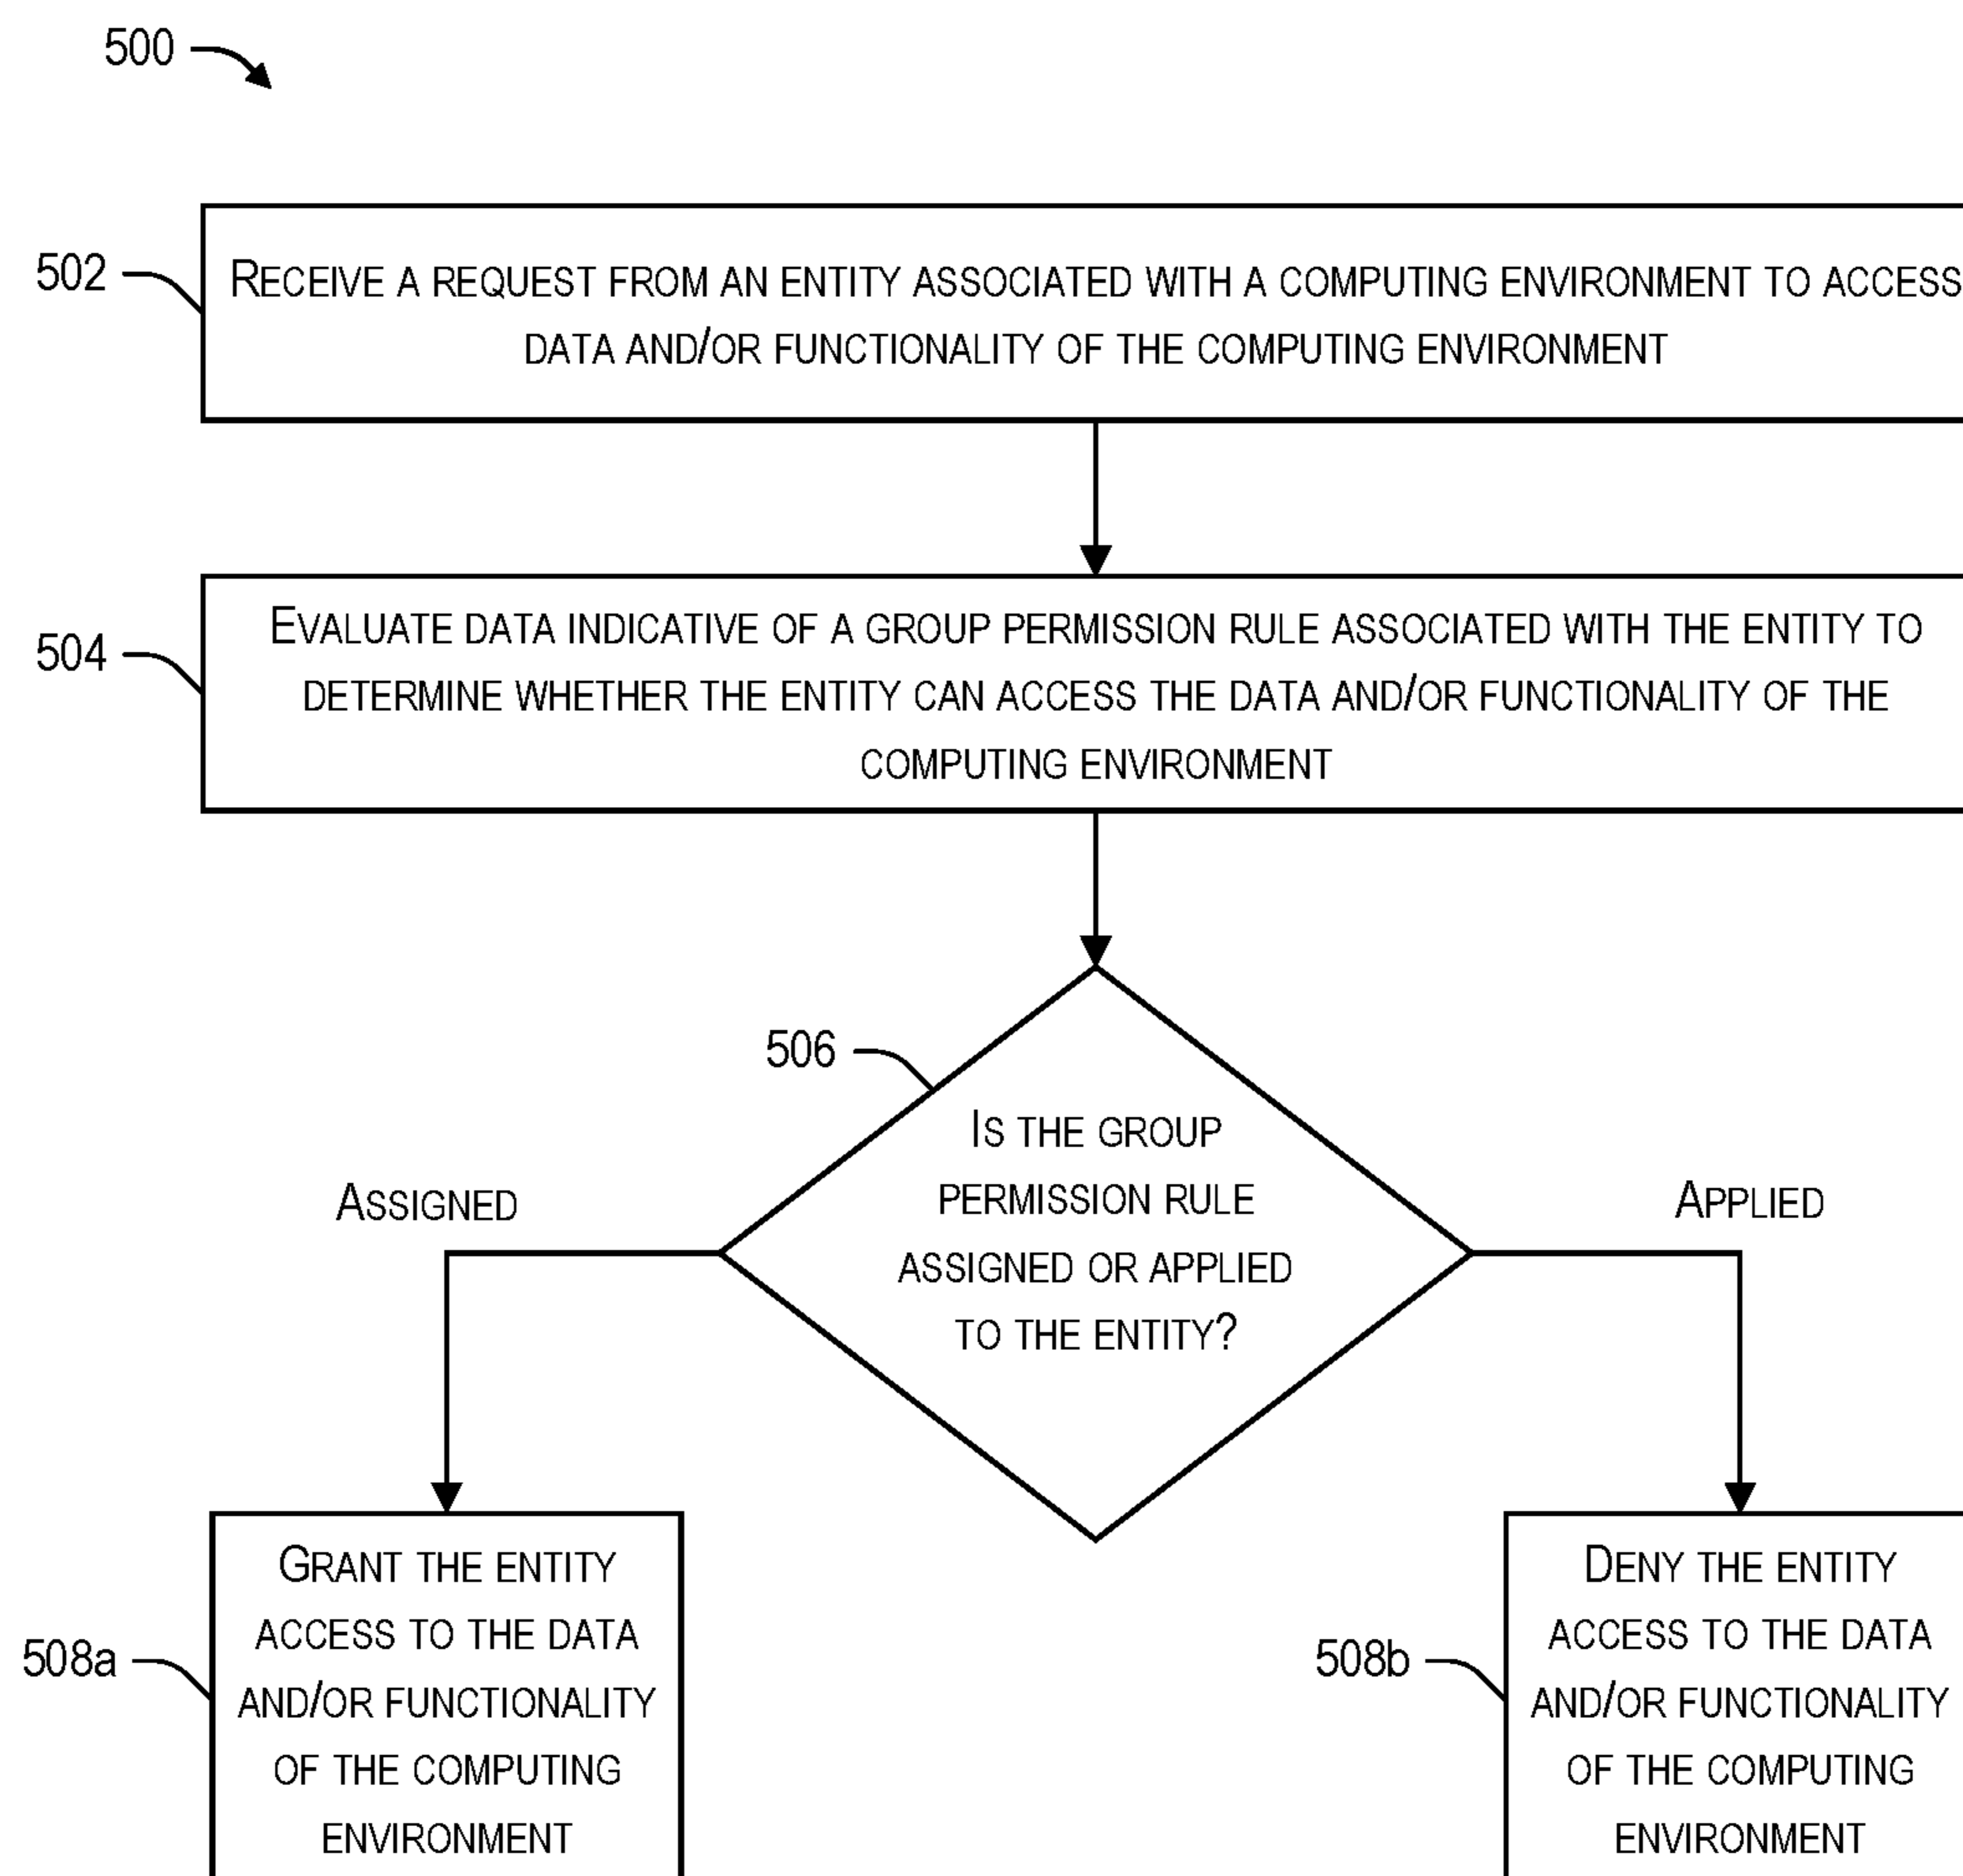 500
502
RECEIVE A REQUEST FROM AN ENTITY ASSOCIATED WITH A COMPUTING ENVIRONMENT TO ACCESS
DATA AND/OR FUNCTIONALITY OF THE COMPUTING ENVIRONMENT
504
EVALUATE DATA INDICATIVE OF A GROUP PERMISSION RULE ASSOCIATED WITH THE ENTITY TO
DETERMINE WHETHER THE ENTITY CAN ACCESS THE DATA AND/OR FUNCTIONALITY OF THE
COMPUTING ENVIRONMENT
506
IS THE GROUP
PERMISSION RULE
ASSIGNED OR APPLIED
TO THE ENTITY?
ASSIGNED
APPLIED
508a
GRANT THE ENTITY
ACCESS TO THE DATA
AND/OR FUNCTIONALITY
OF THE COMPUTING
ENVIRONMENT
508b
DENY THE ENTITY
ACCESS TO THE DATA
AND/OR FUNCTIONALITY
OF THE COMPUTING
ENVIRONMENT